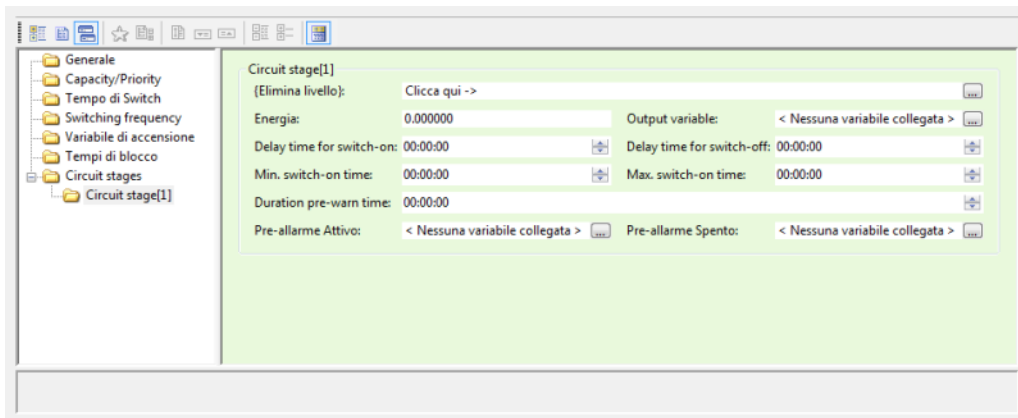 Generale
Capacity/Priority
Tempo di Switch
Switching frequency
Variabile di accensione
Tempi di blocco
Circuit stages
Circuit stage[1]
Circuit stage[1]
{Elimina livello}: Clicca qui -> ...
Energia: 0.000000 Output variable: < Nessuna variabile collegata > ...
Delay time for switch-on: 00:00:00 Delay time for switch-off: 00:00:00
Min. switch-on time: 00:00:00 Max. switch-on time: 00:00:00
Duration pre-warn time: 00:00:00
Pre-allarme Attivo: < Nessuna variabile collegata > ... Pre-allarme Spento: < Nessuna variabile collegata > ...